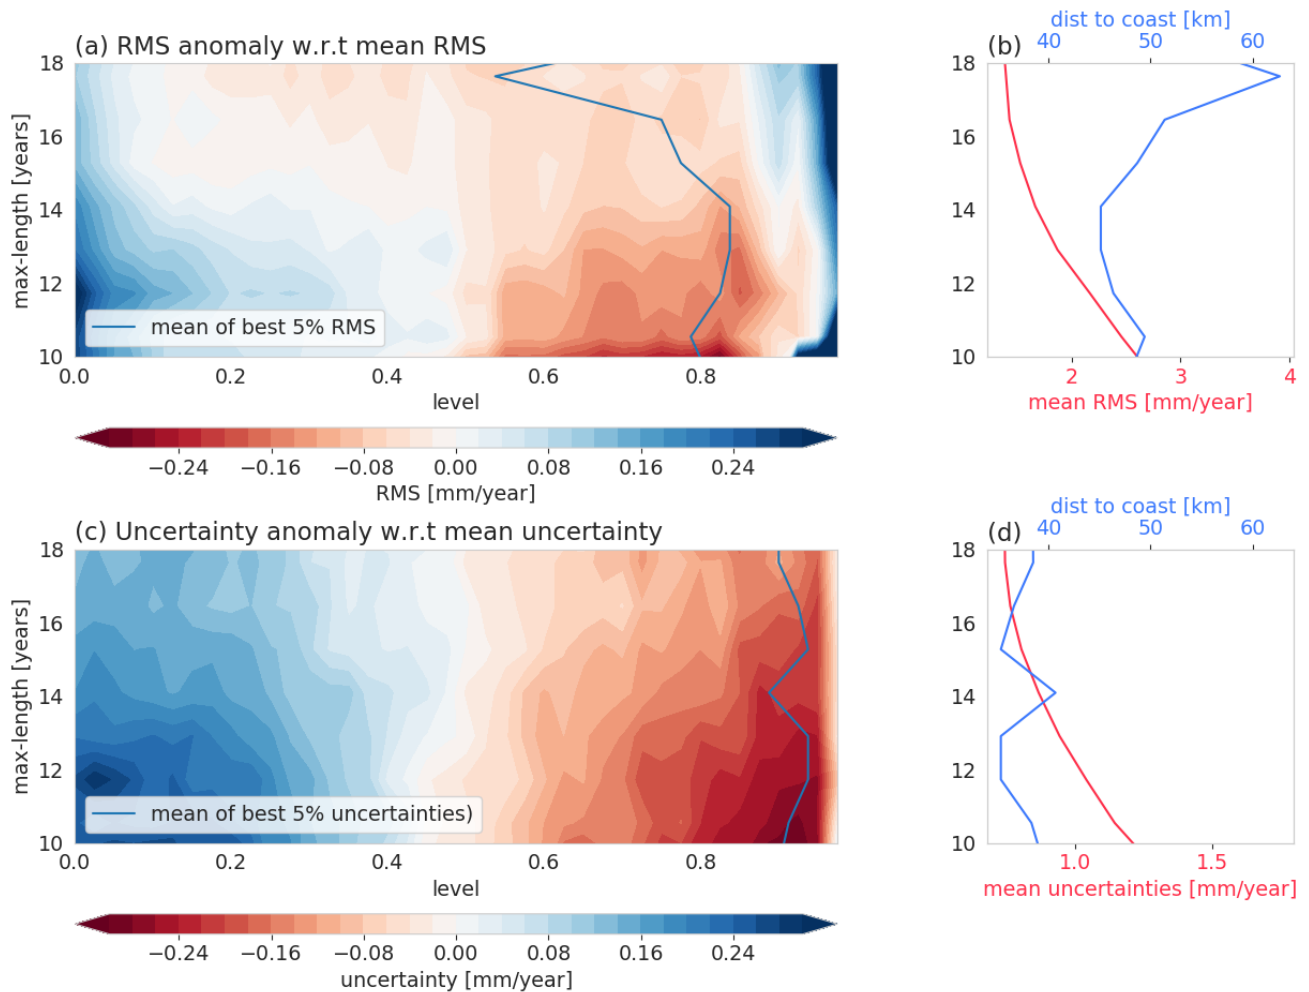 (a) RMS anomaly w.r.t mean RMS
max-length [years]
18
16
14
12
10
mean of best 5% RMS
0.0 0.2 0.4 0.6 0.8
level
−0.24 −0.16 −0.08 0.00 0.08 0.16 0.24
RMS [mm/year]
dist to coast [km]
(b) 40 50 60
18
16
14
12
10
2 3 4
mean RMS [mm/year]
(c) Uncertainty anomaly w.r.t mean uncertainty
max-length [years]
18
16
14
12
10
mean of best 5% uncertainties)
0.0 0.2 0.4 0.6 0.8
level
−0.24 −0.16 −0.08 0.00 0.08 0.16 0.24
uncertainty [mm/year]
dist to coast [km]
(d) 40 50 60
18
16
14
12
10
1.0 1.5
mean uncertainties [mm/year]